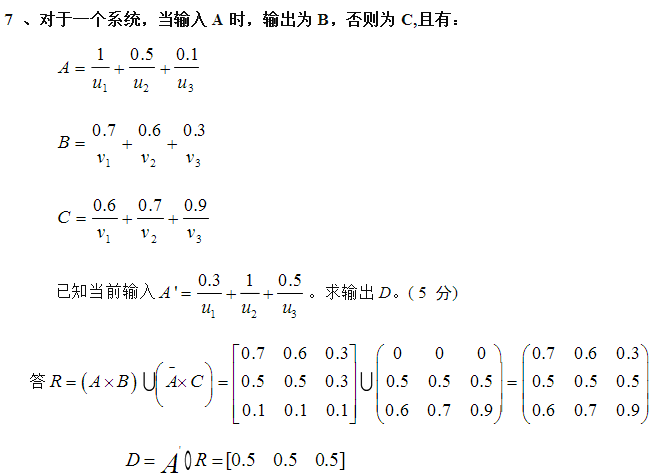 7 、对于一个系统，当输入 A 时，输出为 B，否则为 C,且有：
A = 1/u₁ + 0.5/u₂ + 0.1/u₃
B = 0.7/v₁ + 0.6/v₂ + 0.3/v₃
C = 0.6/v₁ + 0.7/v₂ + 0.9/v₃
已知当前输入 A' = 0.3/u₁ + 1/u₂ + 0.5/u₃ 。求输出 D。( 5 分)
答 R = (A×B) ⋃ (A̅×C) = [0.7 0.6 0.3; 0.5 0.5 0.3; 0.1 0.1 0.1] ⋃ (0 0 0; 0.5 0.5 0.5; 0.6 0.7 0.9) = (0.7 0.6 0.3; 0.5 0.5 0.5; 0.6 0.7 0.9)
D = A' ○ R = [0.5 0.5 0.5]